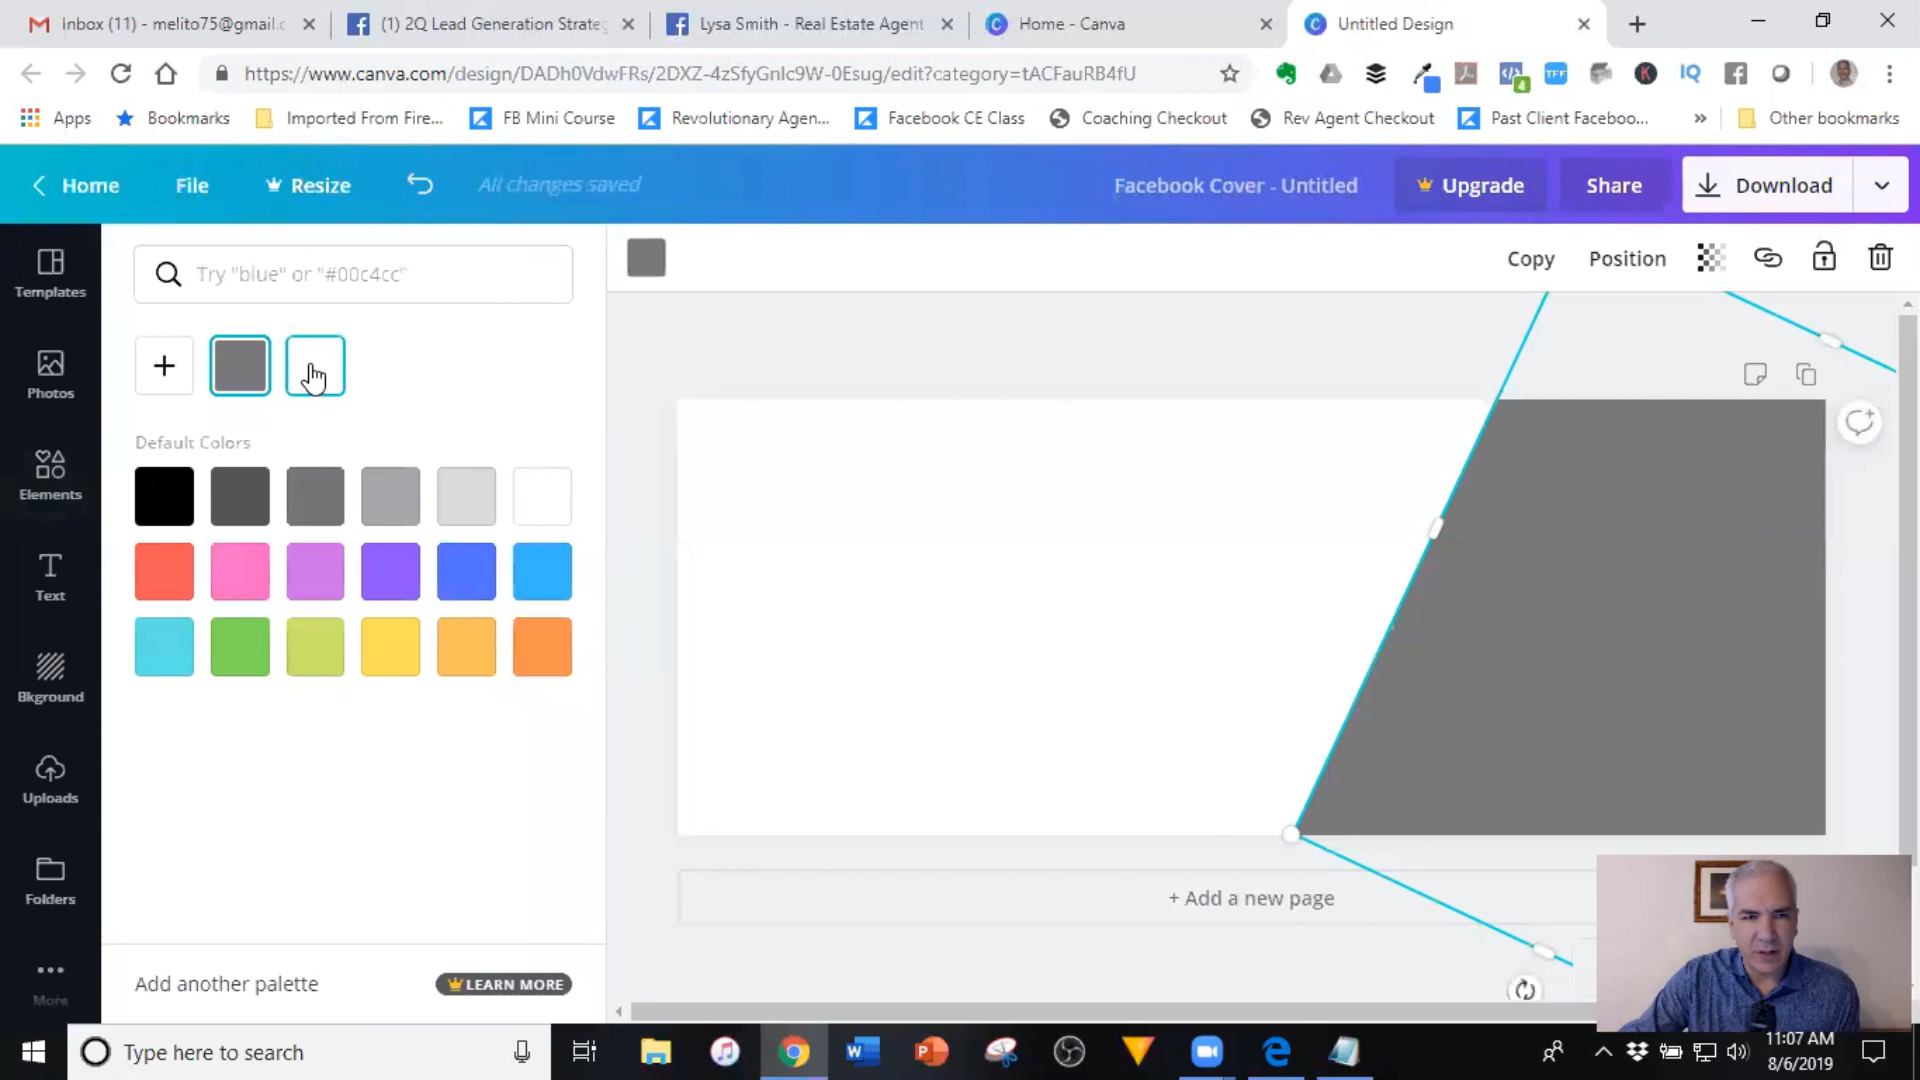 inbox (11) - melito75@gmail.c
(1) 2Q Lead Generation Strate
Lysa Smith - Real Estate Agent
Home - Canva
Untitled Design
https://www.canva.com/design/DADh0VdwFRs/2DXZ-4zSfyGnIc9W-0Esug/edit?category=tACFauRB4fU
Apps
Bookmarks
Imported From Fire...
FB Mini Course
Revolutionary Agen...
Facebook CE Class
Coaching Checkout
Rev Agent Checkout
Past Client Faceboo...
Other bookmarks
Home
File
Resize
All changes saved
Facebook Cover - Untitled
Upgrade
Share
Download
Templates
Photos
Elements
Text
Bkground
Uploads
Folders
More
Try "blue" or "#00c4cc"
Default Colors
Add another palette
LEARN MORE
Copy
Position
+ Add a new page
Type here to search
11:07 AM
8/6/2019
TFF
IQ
4